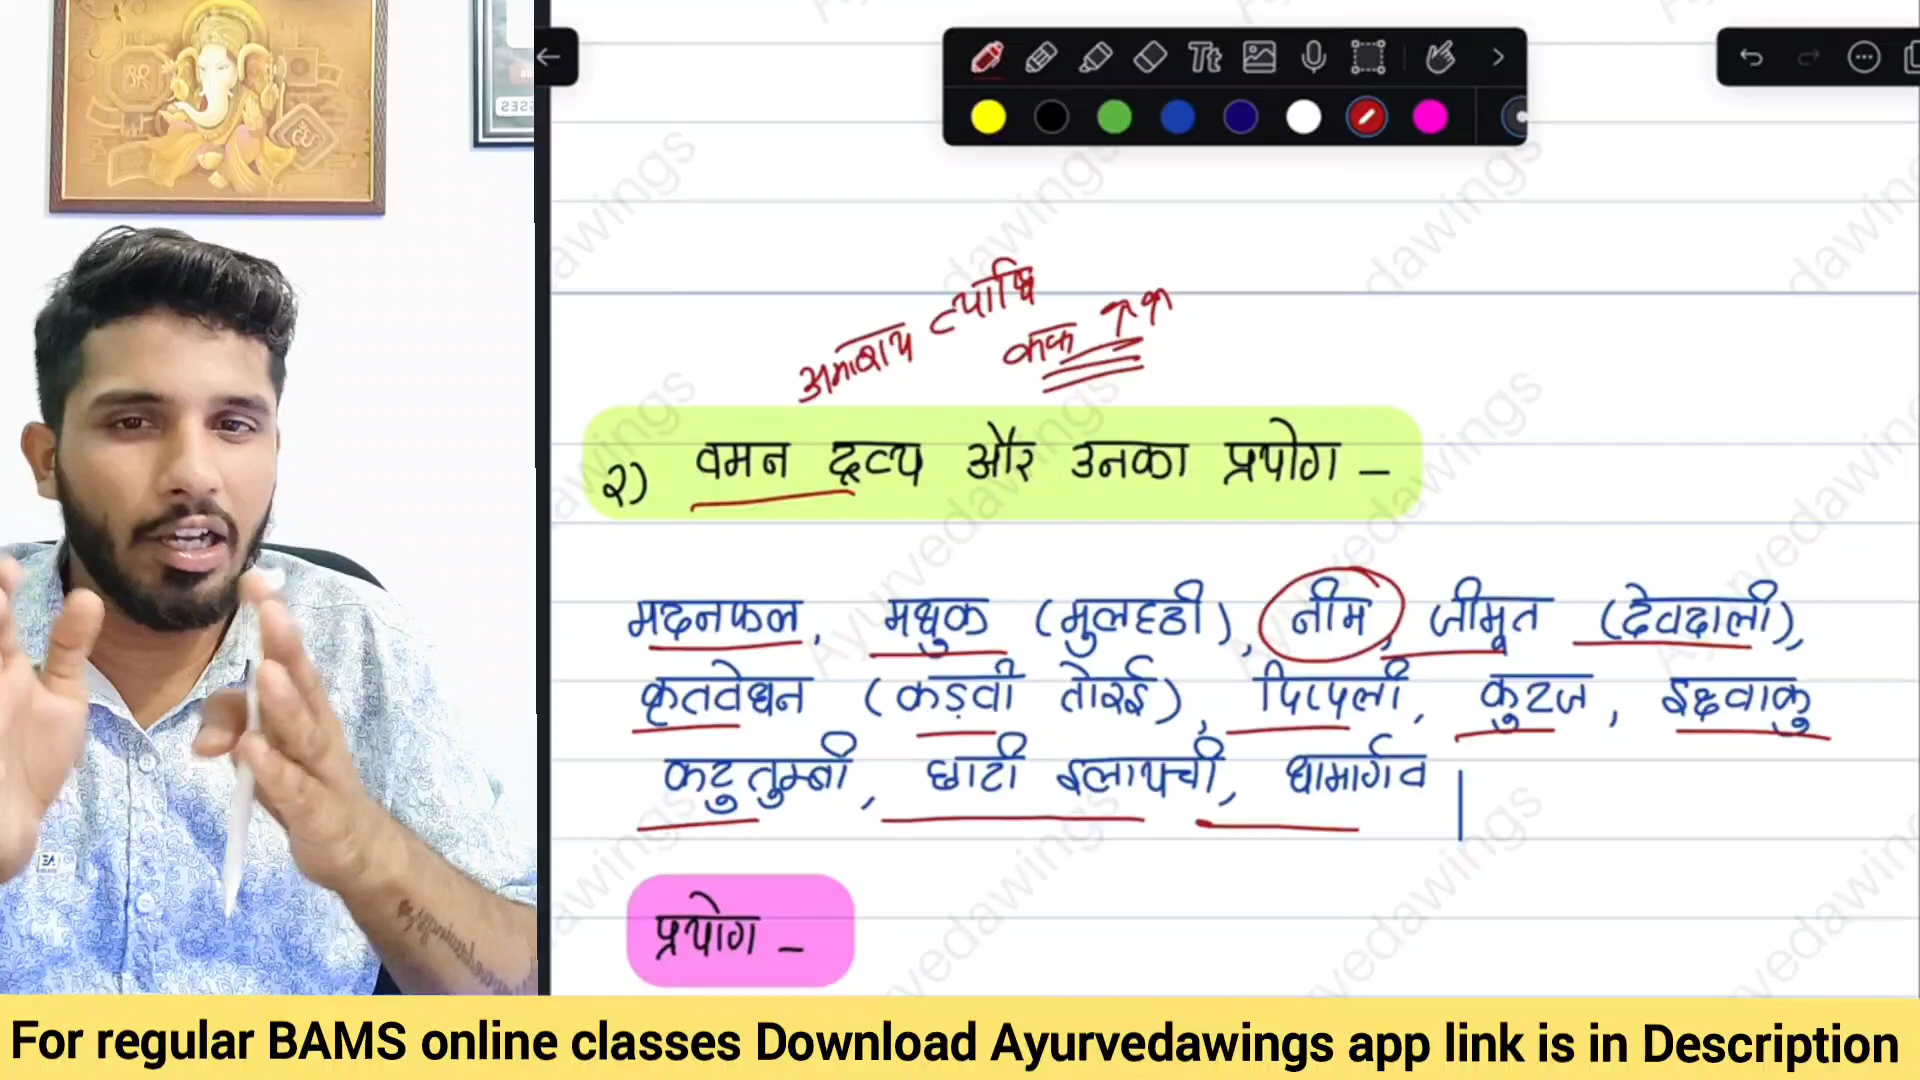 अमाशय व्याधि
कफ ↑↑
२) वमन द्रव्य और उनका प्रयोग –
मदनफल, मधुक (मुलहठी), नीम, जीमूत (देवदाली),
कृतवेधन (कड़वी तोरई), पिप्पली, कुटज, इक्ष्वाकु
कटु तुम्बी, छोटी इलायची, धामार्गव |
प्रयोग –
For regular BAMS online classes Download Ayurvedawings app link is in Description